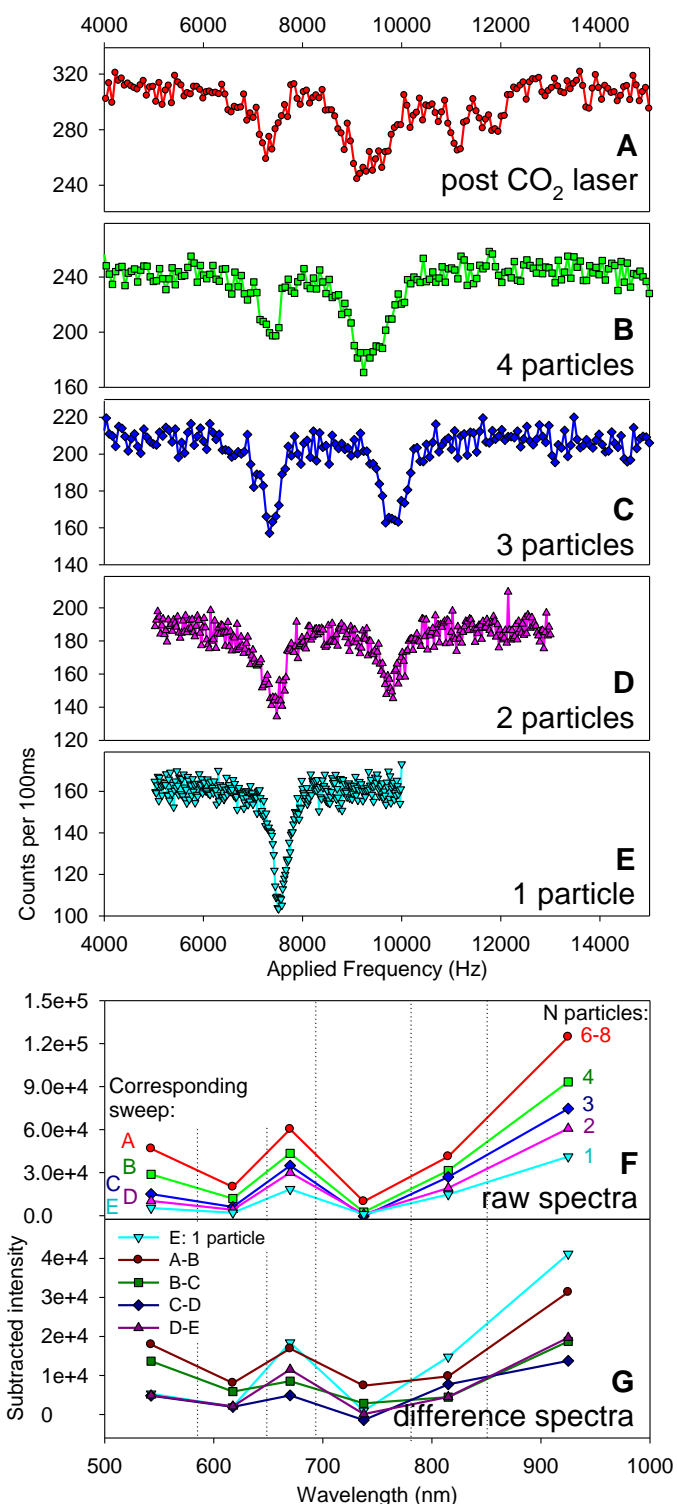 4000 6000 8000 10000 12000 14000
320
280
240
A
post CO₂ laser
240
200
160
B
4 particles
220
200
180
160
140
C
3 particles
200
180
160
140
120
D
2 particles
160
140
120
100
E
1 particle
Counts per 100ms
4000 6000 8000 10000 12000 14000
Applied Frequency (Hz)
1.5e+5
1.2e+5
9.0e+4
6.0e+4
3.0e+4
0.0
N particles:
6-8
4
3
2
1
Corresponding
sweep:
A
B
C
D
E
F
raw spectra
4e+4
3e+4
2e+4
1e+4
0
Subtracted intensity
E: 1 particle
A-B
B-C
C-D
D-E
G
difference spectra
500 600 700 800 900 1000
Wavelength (nm)